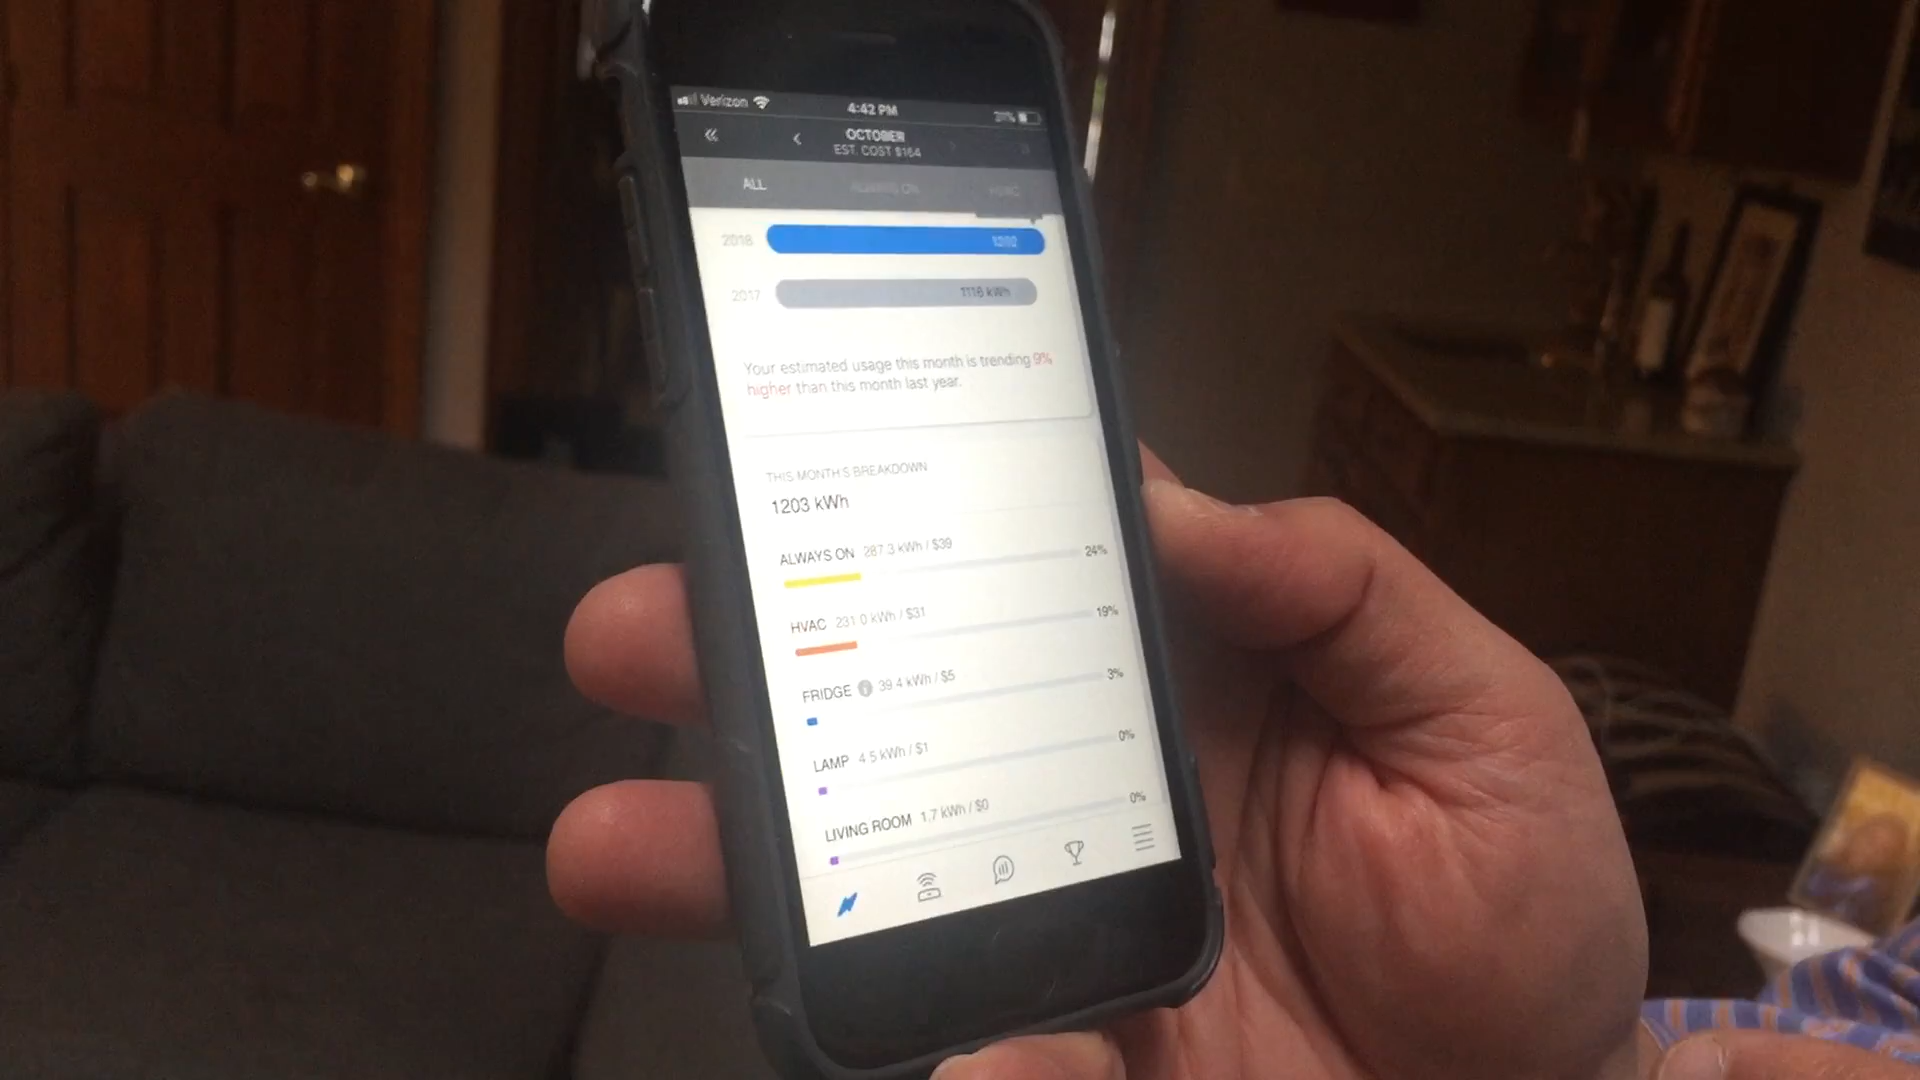 Verizon 4:42 PM
OCTOBER
EST. COST $164
ALL ALWAYS ON HVAC
2018
2017 1116 kWh
Your estimated usage this month is trending 9%
higher than this month last year.
THIS MONTH'S BREAKDOWN
1203 kWh
ALWAYS ON 287.3 kWh / $39 24%
HVAC 231.0 kWh / $31 19%
FRIDGE 39.4 kWh / $5 3%
LAMP 4.5 kWh / $1 0%
LIVING ROOM 1.7 kWh / $0 0%